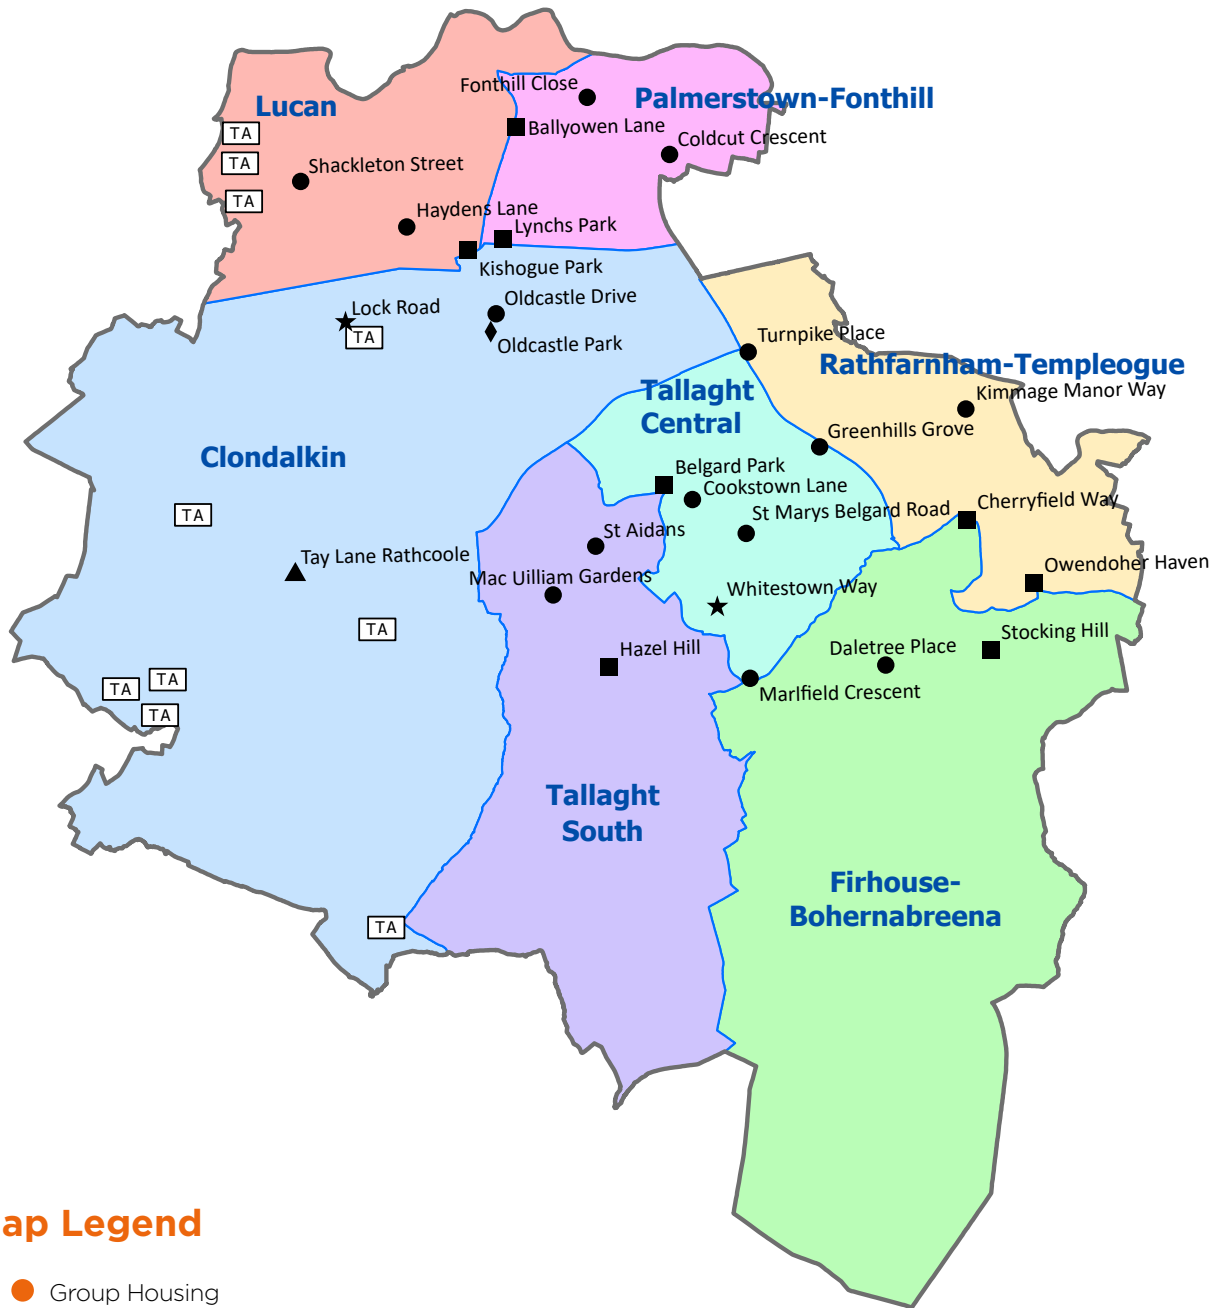 Fonthill Close
Palmerstown-Fonthill
Lucan
TA
Ballyowen Lane
Coldcut Crescent
TA
Shackleton Street
TA
Haydens Lane
Lynchs Park
Kishogue Park
Lock Road
Oldcastle Drive
TA
Oldcastle Park
Turnpike Place
Rathfarnham-Templeogue
Tallaght
Central
Kimmage Manor Way
Greenhills Grove
Clondalkin
Belgard Park
Cookstown Lane
TA
St Marys Belgard Road
Cherryfield Way
St Aidans
Tay Lane Rathcoole
Mac Uilliam Gardens
Whitestown Way
Owendoher Haven
TA
Hazel Hill
Daletree Place
Stocking Hill
TA
TA
Marlfield Crescent
TA
Tallaght
South
Firhouse-
Bohernabreena
TA
ap Legend
Group Housing